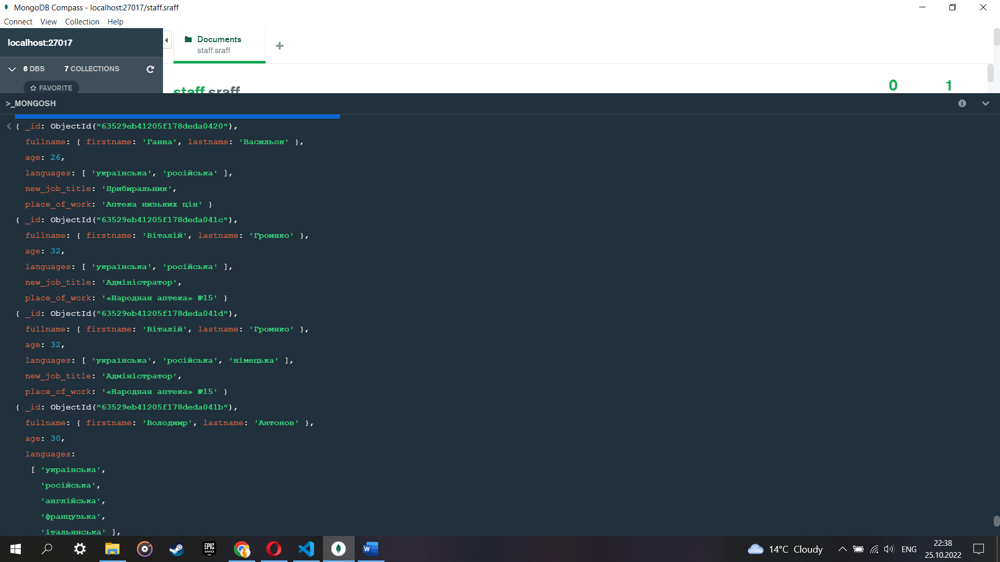 MongoDB Compass - localhost:27017/staff.sraff
Connect View Collection Help
localhost:27017
Documents
staff.sraff
6 DBS 7 COLLECTIONS
FAVORITE
staff.sraff
0 1
>_MONGOSH
{ _id: ObjectId("63529eb41205f178deda0420"),
fullname: { firstname: 'Ганна', lastname: 'Васильок' },
age: 26,
languages: [ 'українська', 'російська' ],
new_job_title: 'Прибиральник',
place_of_work: 'Аптека низьких цін' }
{ _id: ObjectId("63529eb41205f178deda041c"),
fullname: { firstname: 'Віталій', lastname: 'Громяко' },
age: 32,
languages: [ 'українська', 'російська' ],
new_job_title: 'Адміністратор',
place_of_work: '«Народная аптека» №15' }
{ _id: ObjectId("63529eb41205f178deda041d"),
fullname: { firstname: 'Віталій', lastname: 'Громяко' },
age: 32,
languages: [ 'українська', 'російська', 'німецька' ],
new_job_title: 'Адміністратор',
place_of_work: '«Народная аптека» №15' }
{ _id: ObjectId("63529eb41205f178deda041b"),
fullname: { firstname: 'Володимр', lastname: 'Антонов' },
age: 30,
languages:
[ 'українська',
'російська',
'англійська',
'французька',
'італьянська' ],
EPIC
GAMES
W
14°C Cloudy
ENG
22:38
25.10.2022